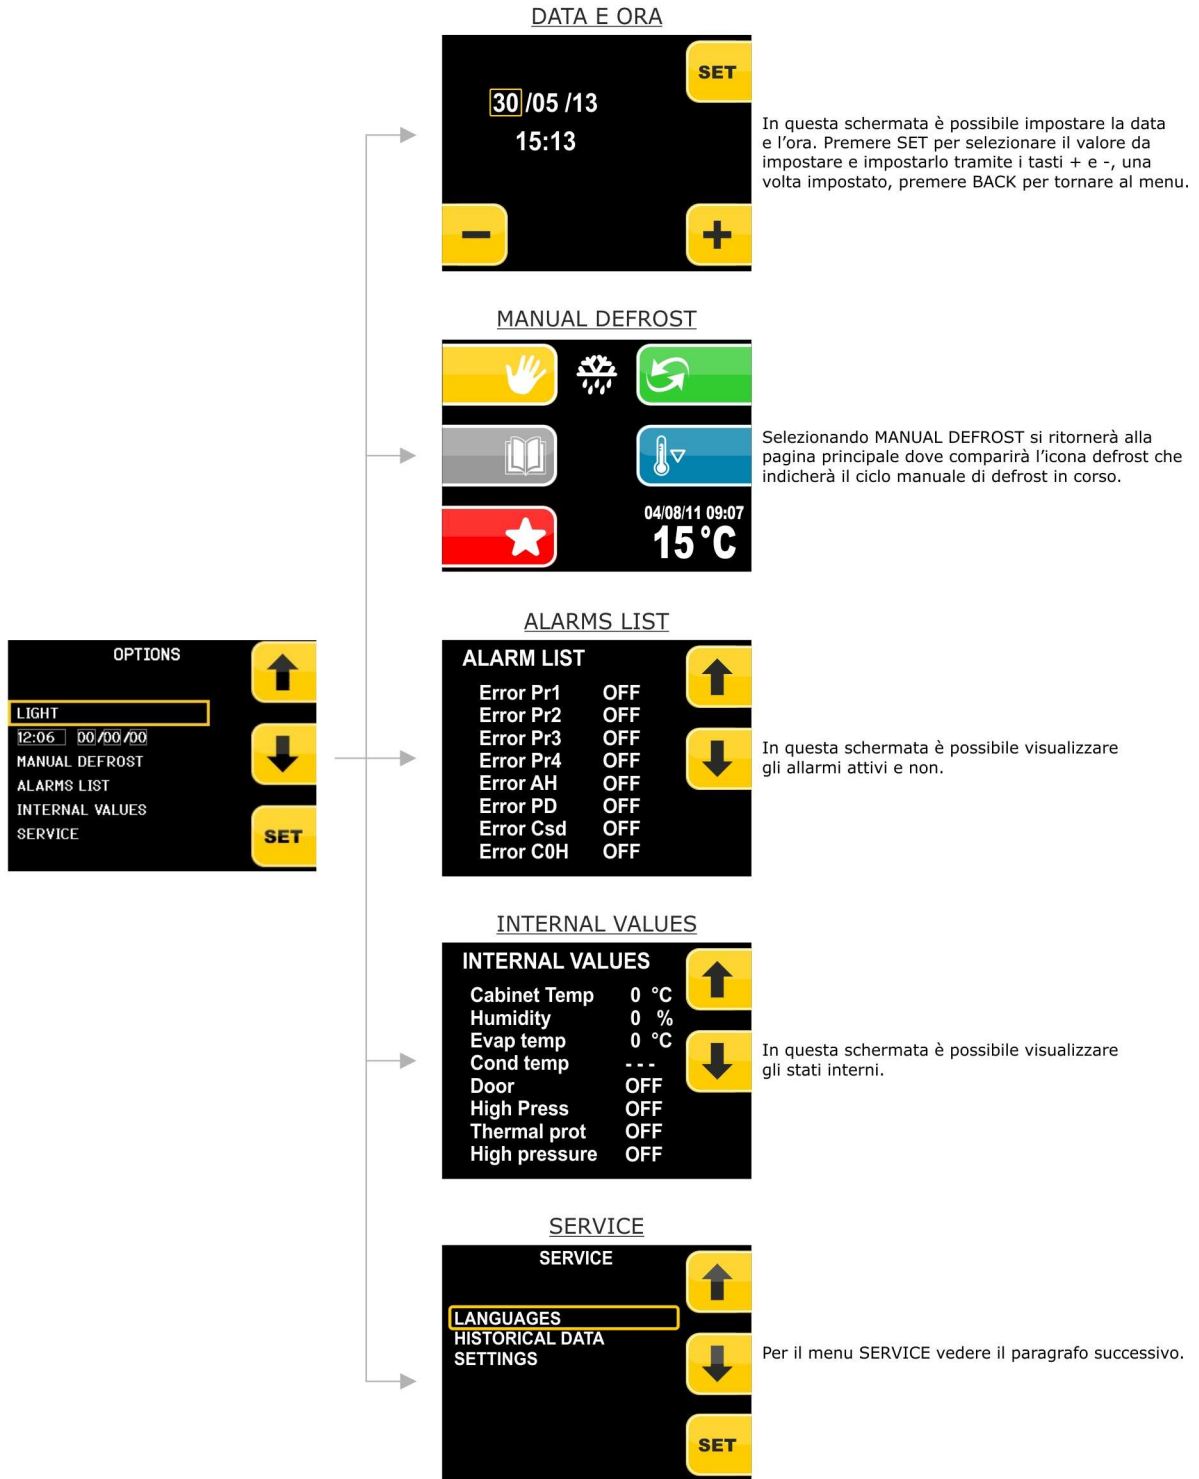 DATA E ORA
SET
30 /05 /13
15:13
In questa schermata è possibile impostare la data
e l'ora. Premere SET per selezionare il valore da
impostare e impostarlo tramite i tasti + e -, una
volta impostato, premere BACK per tornare al menu.
− +
MANUAL DEFROST
Selezionando MANUAL DEFROST si ritornerà alla
pagina principale dove comparirà l'icona defrost che
indicherà il ciclo manuale di defrost in corso.
04/08/11 09:07
15°C
OPTIONS
LIGHT
12:06 00/00/00
MANUAL DEFROST
ALARMS LIST
INTERNAL VALUES
SERVICE
SET
ALARMS LIST
ALARM LIST
Error Pr1 OFF
Error Pr2 OFF
Error Pr3 OFF
Error Pr4 OFF
Error AH OFF
Error PD OFF
Error Csd OFF
Error C0H OFF
In questa schermata è possibile visualizzare
gli allarmi attivi e non.
INTERNAL VALUES
INTERNAL VALUES
Cabinet Temp 0 °C
Humidity 0 %
Evap temp 0 °C
Cond temp - - -
Door OFF
High Press OFF
Thermal prot OFF
High pressure OFF
In questa schermata è possibile visualizzare
gli stati interni.
SERVICE
SERVICE
LANGUAGES
HISTORICAL DATA
SETTINGS
SET
Per il menu SERVICE vedere il paragrafo successivo.